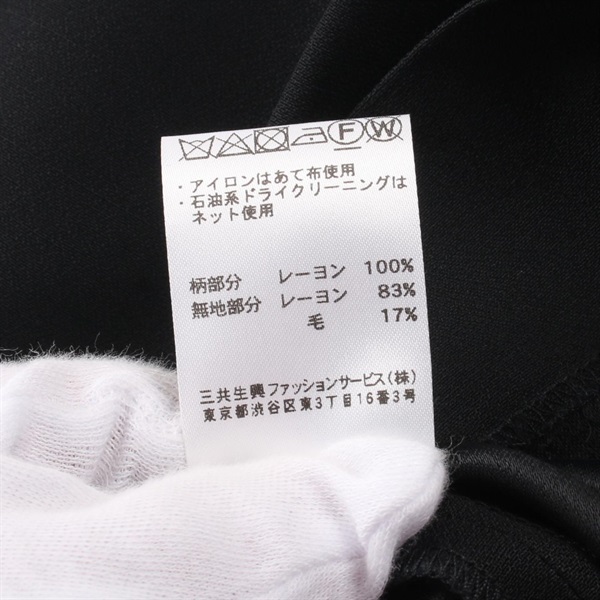 F W
・アイロンはあて布使用
・石油系ドライクリーニングは
ネット使用
柄部分 レーヨン 100%
無地部分 レーヨン 83%
毛 17%
三共生興ファッションサービス(株)
東京都渋谷区東3丁目16番3号